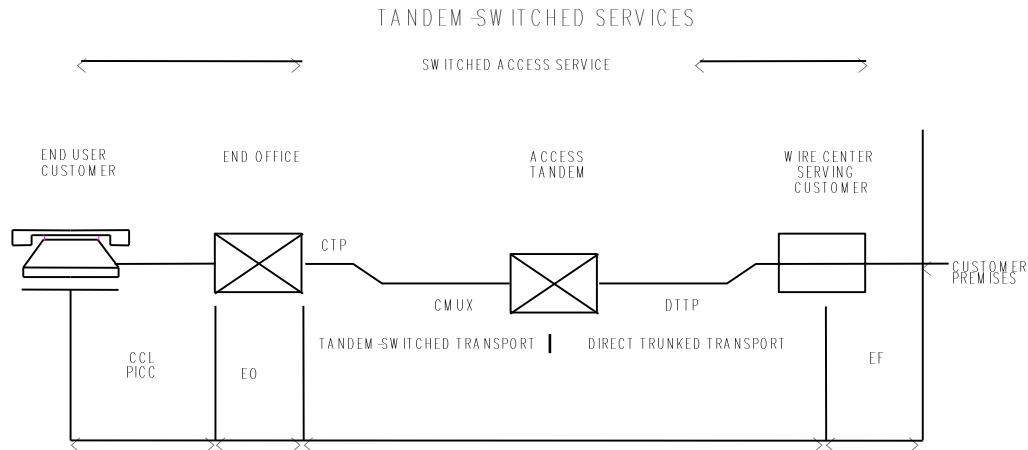 TANDEM-SWITCHED SERVICES
SWITCHED ACCESS SERVICE
END USER
CUSTOMER
END OFFICE
ACCESS
TANDEM
WIRE CENTER
SERVING
CUSTOMER
CTP
CMUX
DTTP
CUSTOMER
PREMISES
TANDEM-SWITCHED TRANSPORT
DIRECT TRUNKED TRANSPORT
CCL
PICC
EO
EF